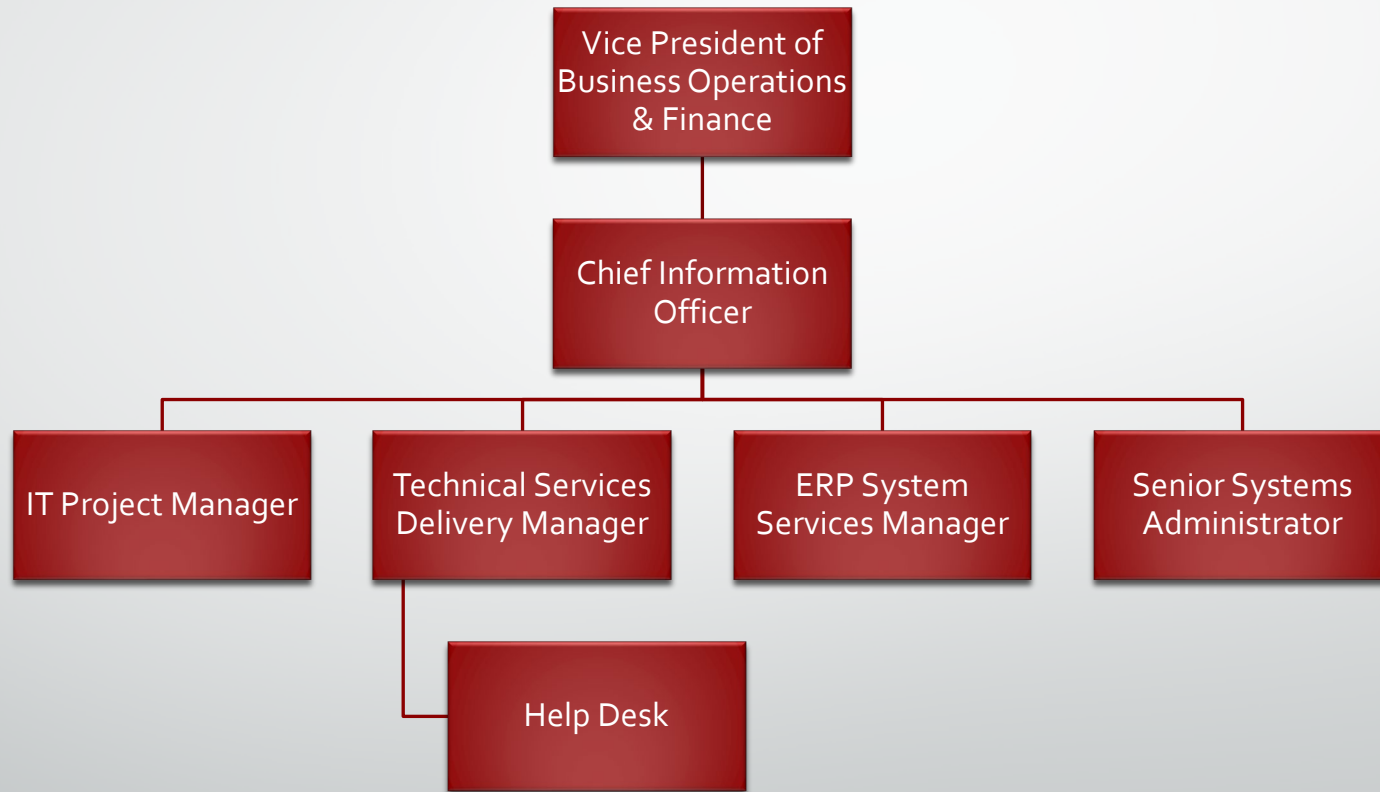 Vice President of
Business Operations
& Finance
Chief Information
Officer
IT Project Manager
Technical Services
Delivery Manager
ERP System
Services Manager
Senior Systems
Administrator
Help Desk